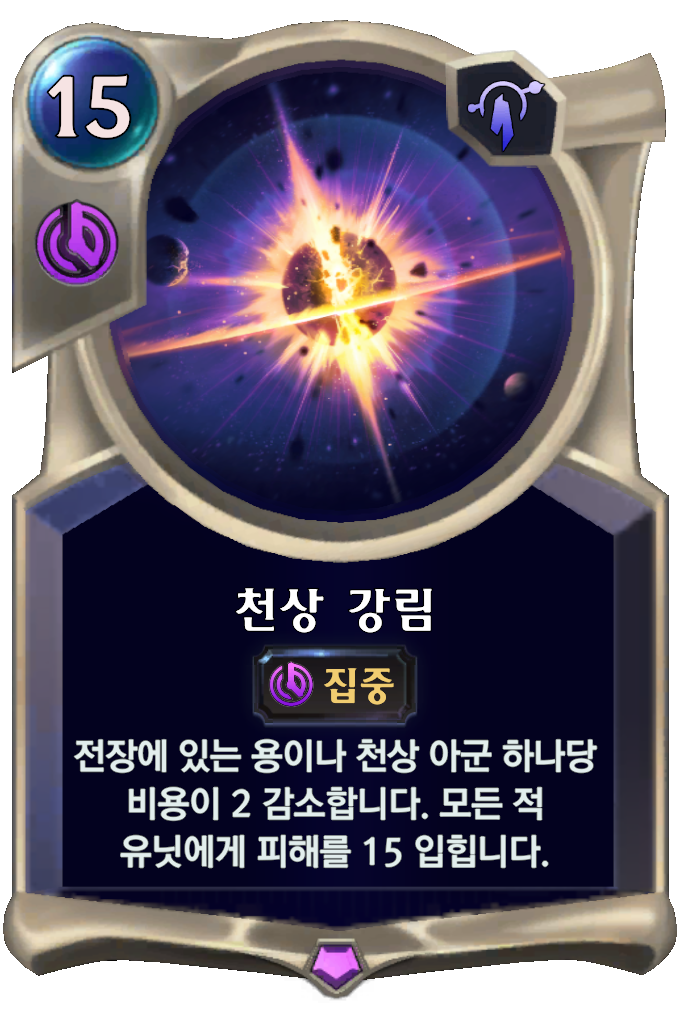 15
천상 강림
집중
전장에 있는 용이나 천상 아군 하나당
비용이 2 감소합니다. 모든 적
유닛에게 피해를 15 입힙니다.